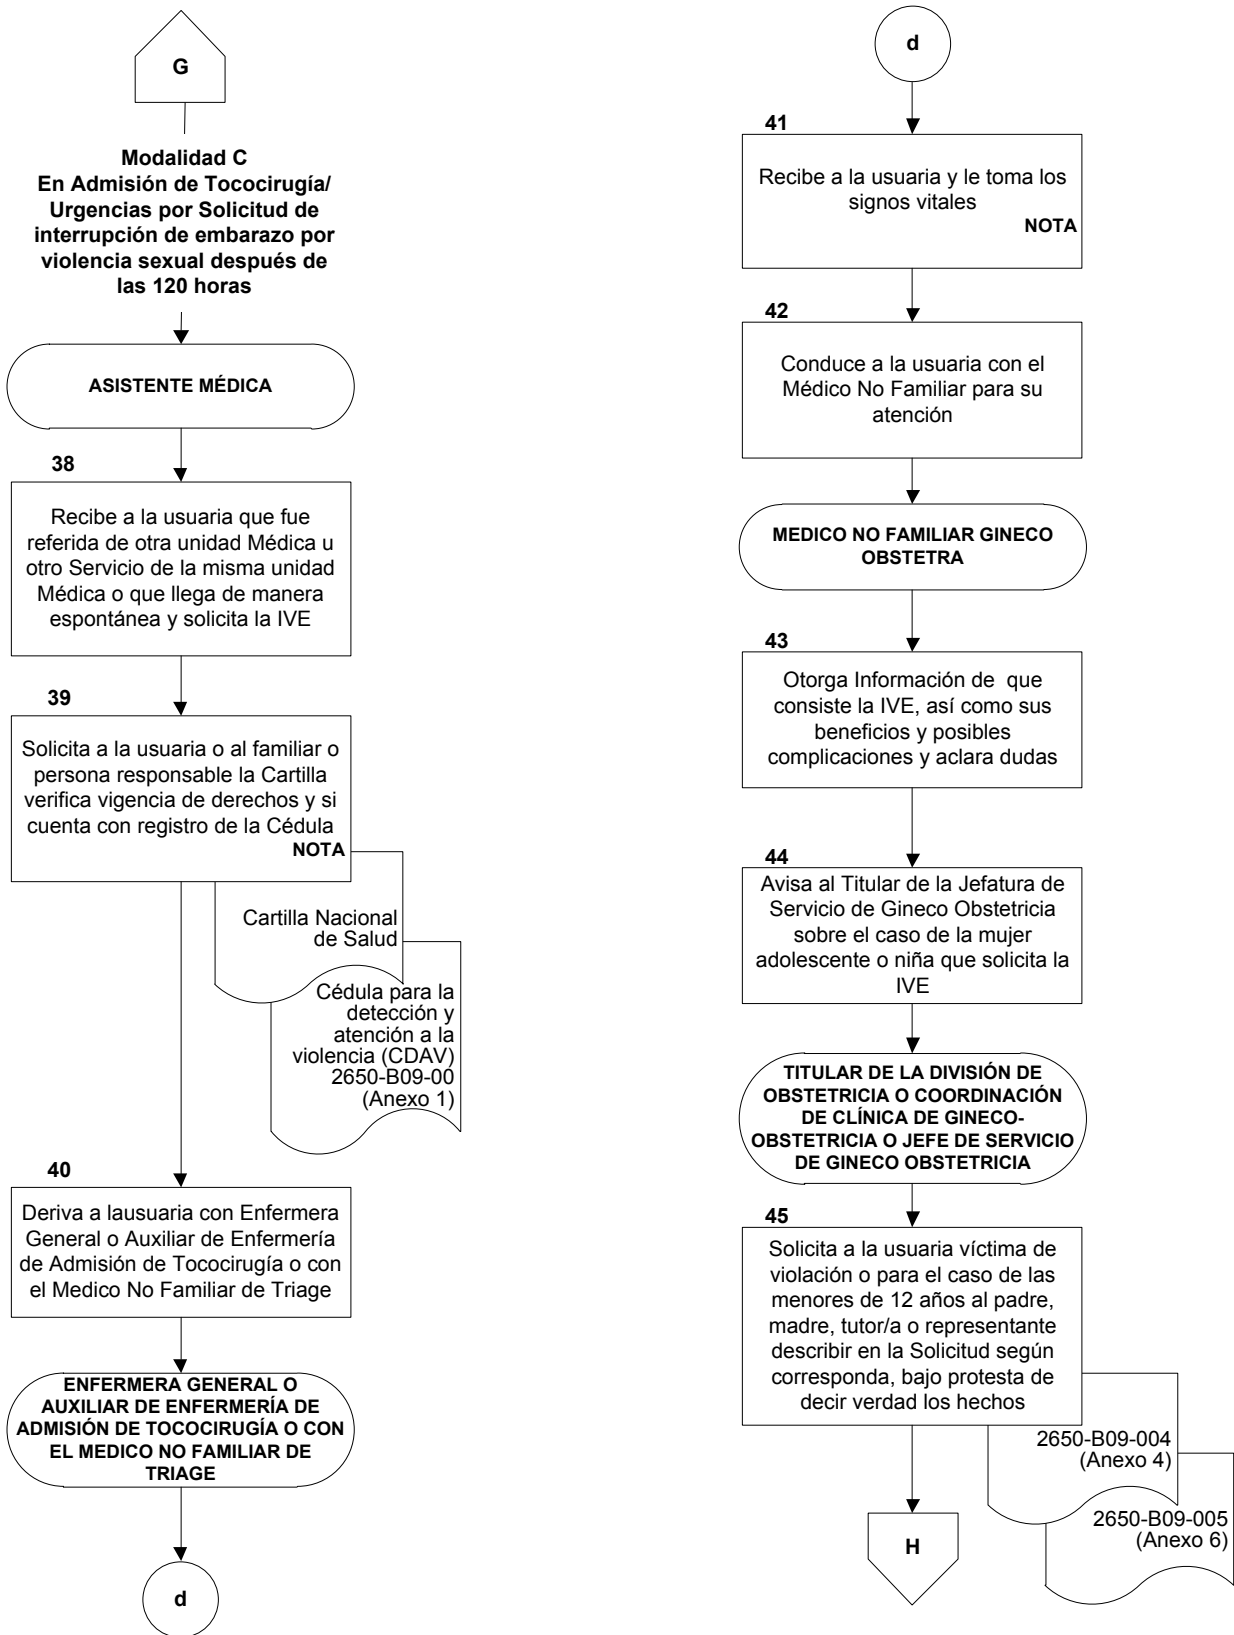 G
Modalidad C
En Admisión de Tococirugía/
Urgencias por Solicitud de
interrupción de embarazo por
violencia sexual después de
las 120 horas
ASISTENTE MÉDICA
38
Recibe a la usuaria que fue
referida de otra unidad Médica u
otro Servicio de la misma unidad
Médica o que llega de manera
espontánea y solicita la IVE
39
Solicita a la usuaria o al familiar o
persona responsable la Cartilla
verifica vigencia de derechos y si
cuenta con registro de la Cédula
NOTA
Cartilla Nacional
de Salud
Cédula para la
detección y
atención a la
violencia (CDAV)
2650-B09-00
(Anexo 1)
40
Deriva a lausuaria con Enfermera
General o Auxiliar de Enfermería
de Admisión de Tococirugía o con
el Medico No Familiar de Triage
ENFERMERA GENERAL O
AUXILIAR DE ENFERMERÍA DE
ADMISIÓN DE TOCOCIRUGÍA O CON
EL MEDICO NO FAMILIAR DE
TRIAGE
d
d
41
Recibe a la usuaria y le toma los
signos vitales
NOTA
42
Conduce a la usuaria con el
Médico No Familiar para su
atención
MEDICO NO FAMILIAR GINECO
OBSTETRA
43
Otorga Información de que
consiste la IVE, así como sus
beneficios y posibles
complicaciones y aclara dudas
44
Avisa al Titular de la Jefatura de
Servicio de Gineco Obstetricia
sobre el caso de la mujer
adolescente o niña que solicita la
IVE
TITULAR DE LA DIVISIÓN DE
OBSTETRICIA O COORDINACIÓN
DE CLÍNICA DE GINECO-
OBSTETRICIA O JEFE DE SERVICIO
DE GINECO OBSTETRICIA
45
Solicita a la usuaria víctima de
violación o para el caso de las
menores de 12 años al padre,
madre, tutor/a o representante
describir en la Solicitud según
corresponda, bajo protesta de
decir verdad los hechos
2650-B09-004
(Anexo 4)
2650-B09-005
(Anexo 6)
H